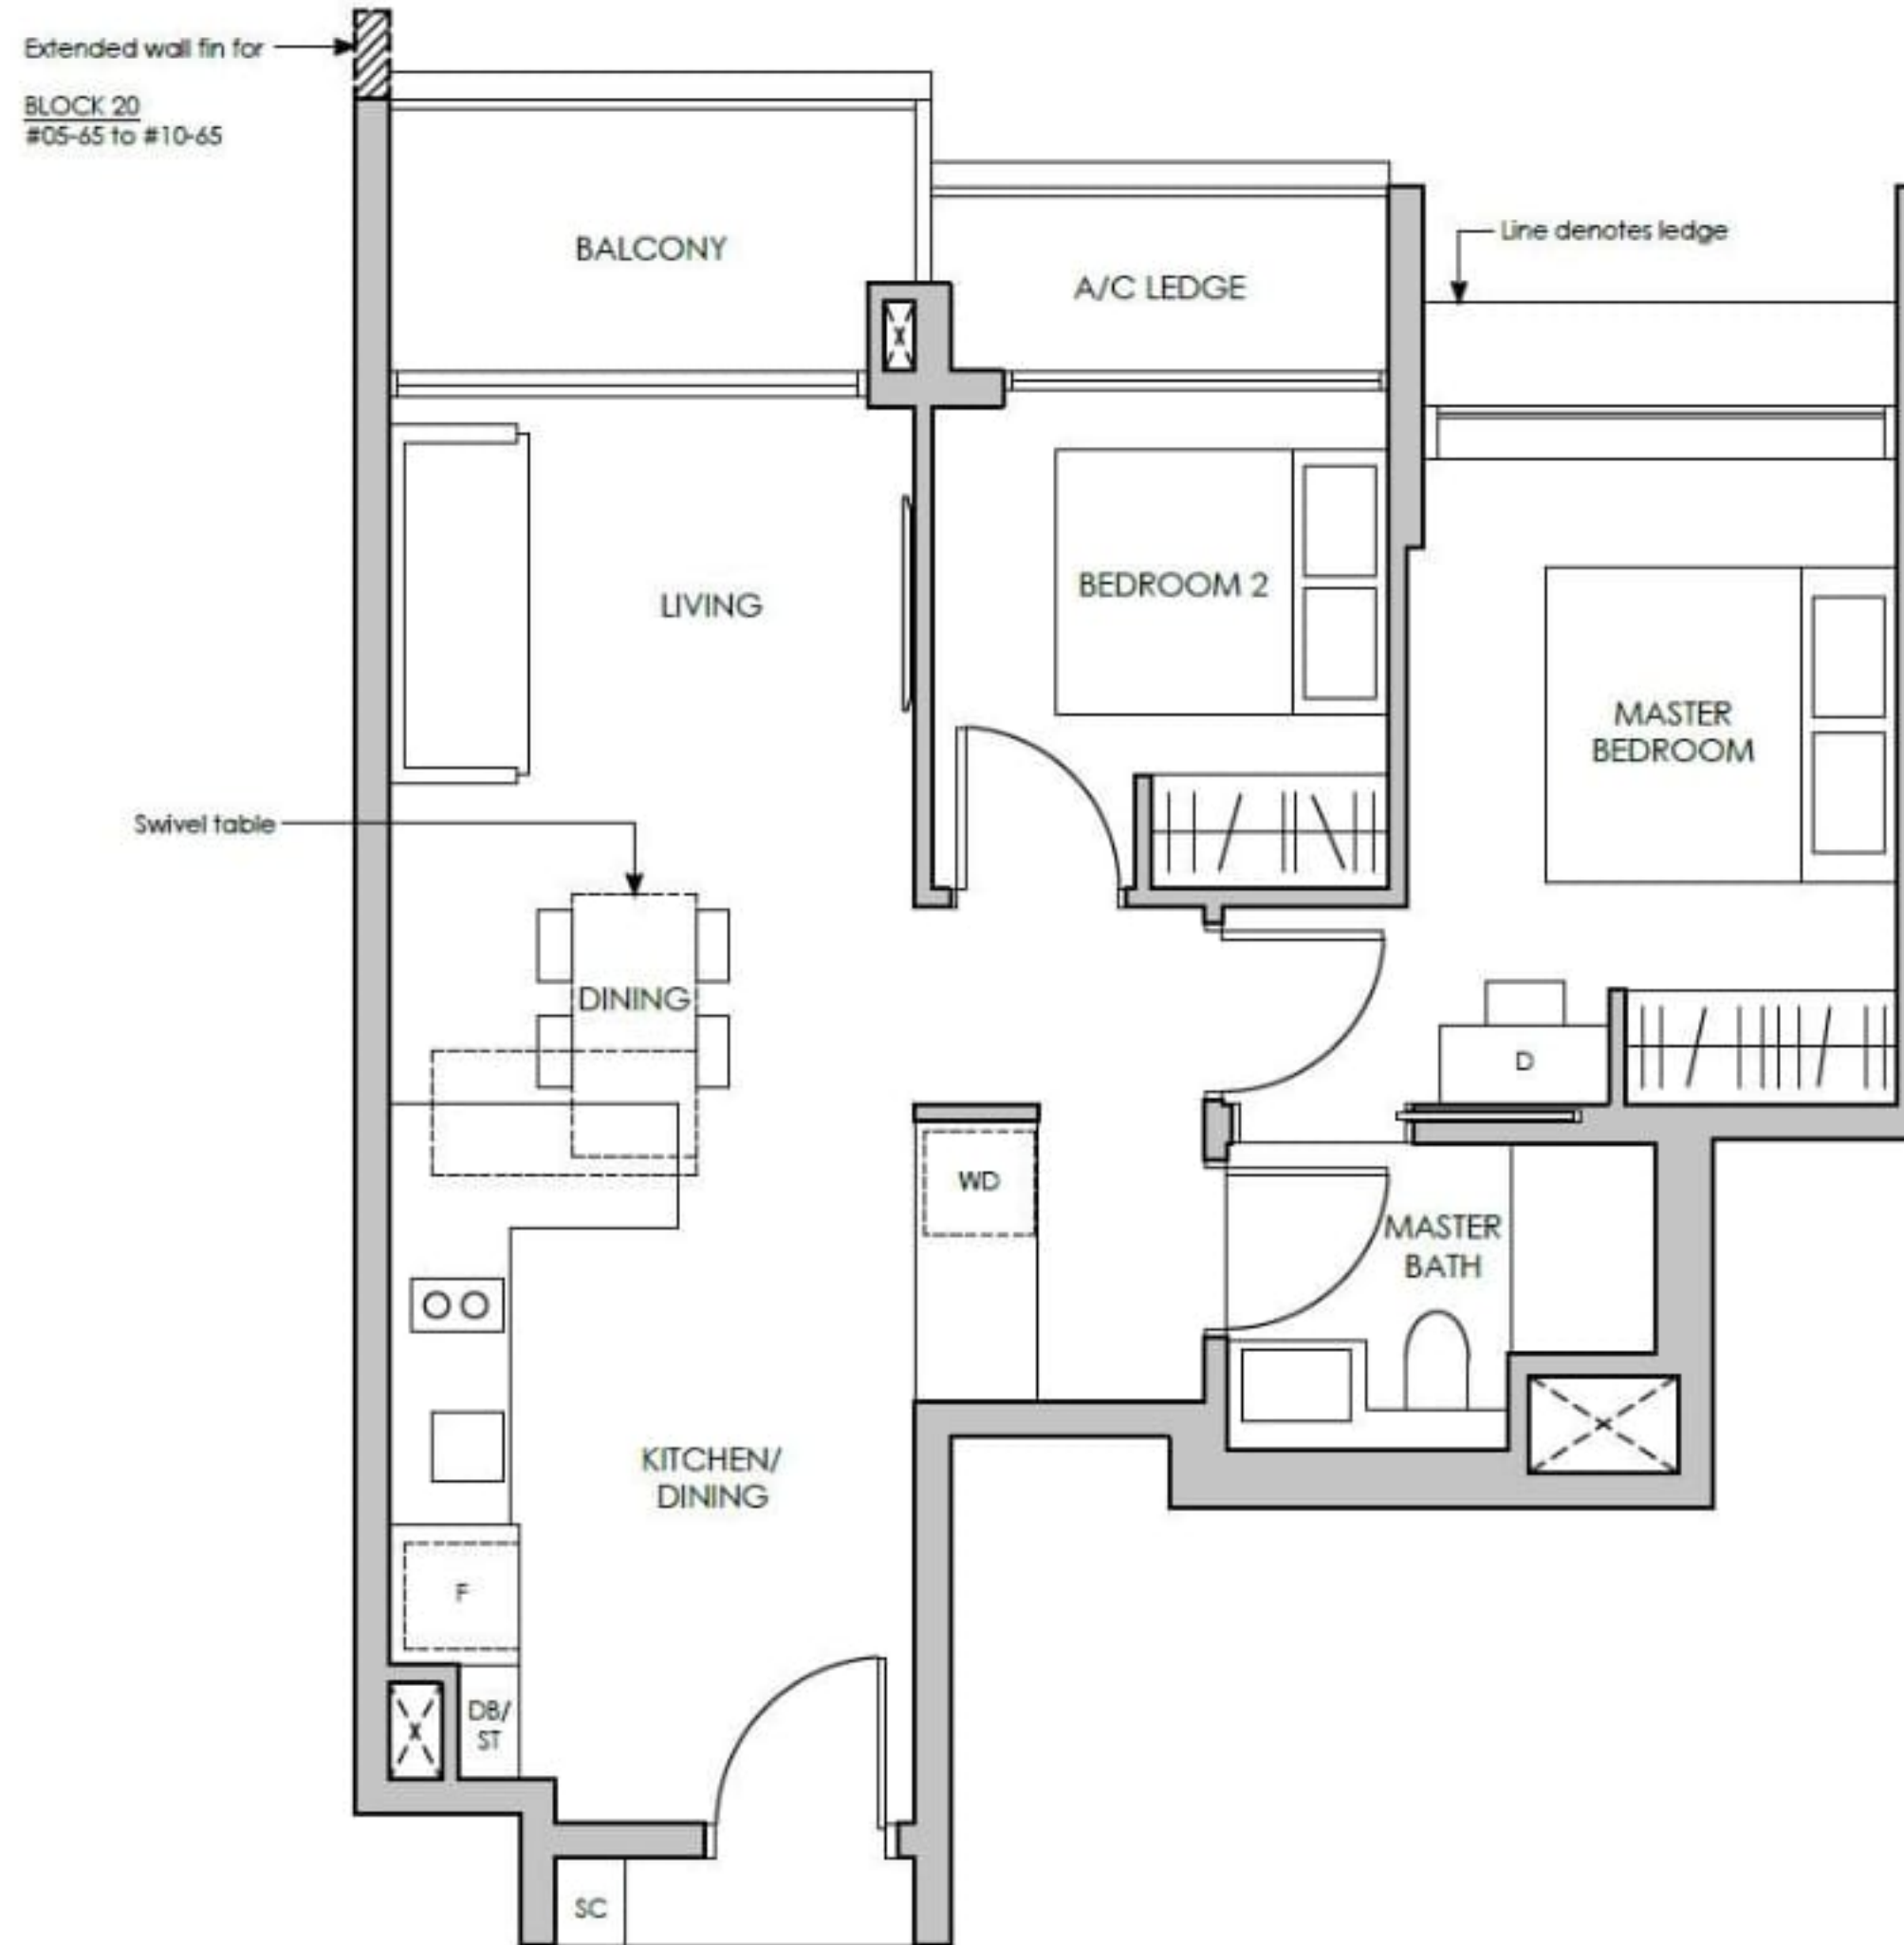 Extended wall fin for
BLOCK 20
#05-65 to #10-65
BALCONY
A/C LEDGE
Line denotes ledge
LIVING
BEDROOM 2
MASTER
BEDROOM
Swivel table
DINING
D
WD
MASTER
BATH
KITCHEN/
DINING
F
DB/
ST
SC